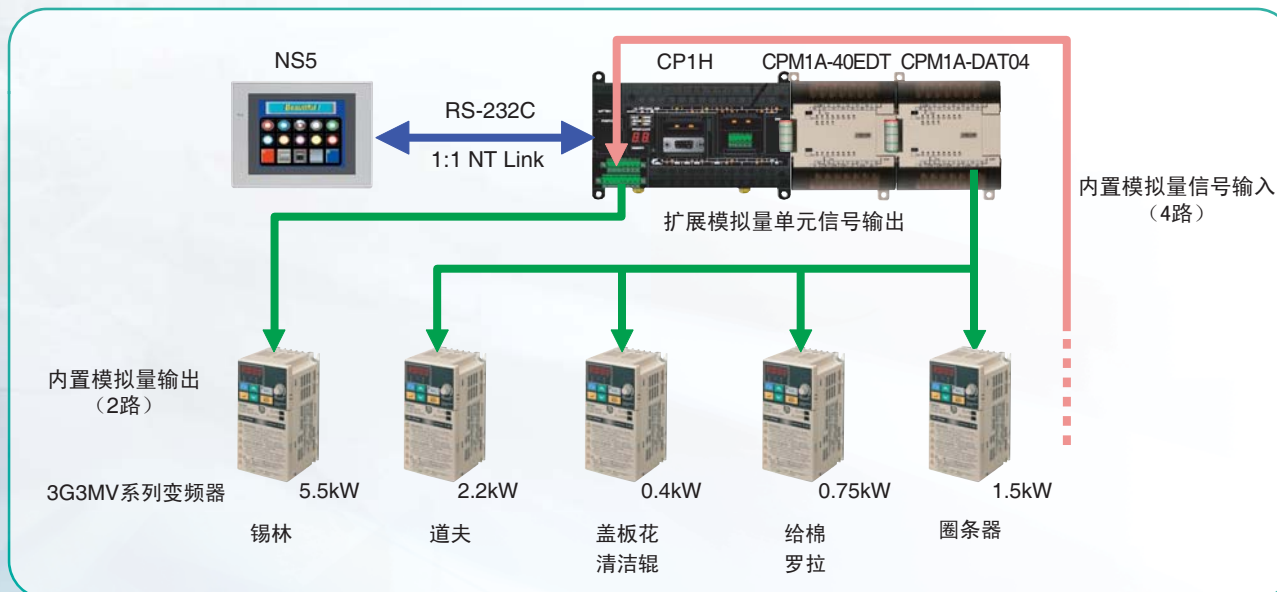 NS5
CP1H
CPM1A-40EDT
CPM1A-DAT04
Beautiful!
RS-232C
1:1 NT Link
内置模拟量信号输入
（4路）
扩展模拟量单元信号输出
内置模拟量输出
（2路）
3G3MV系列变频器
5.5kW
2.2kW
0.4kW
0.75kW
1.5kW
锡林
道夫
盖板花
清洁辊
给棉
罗拉
圈条器